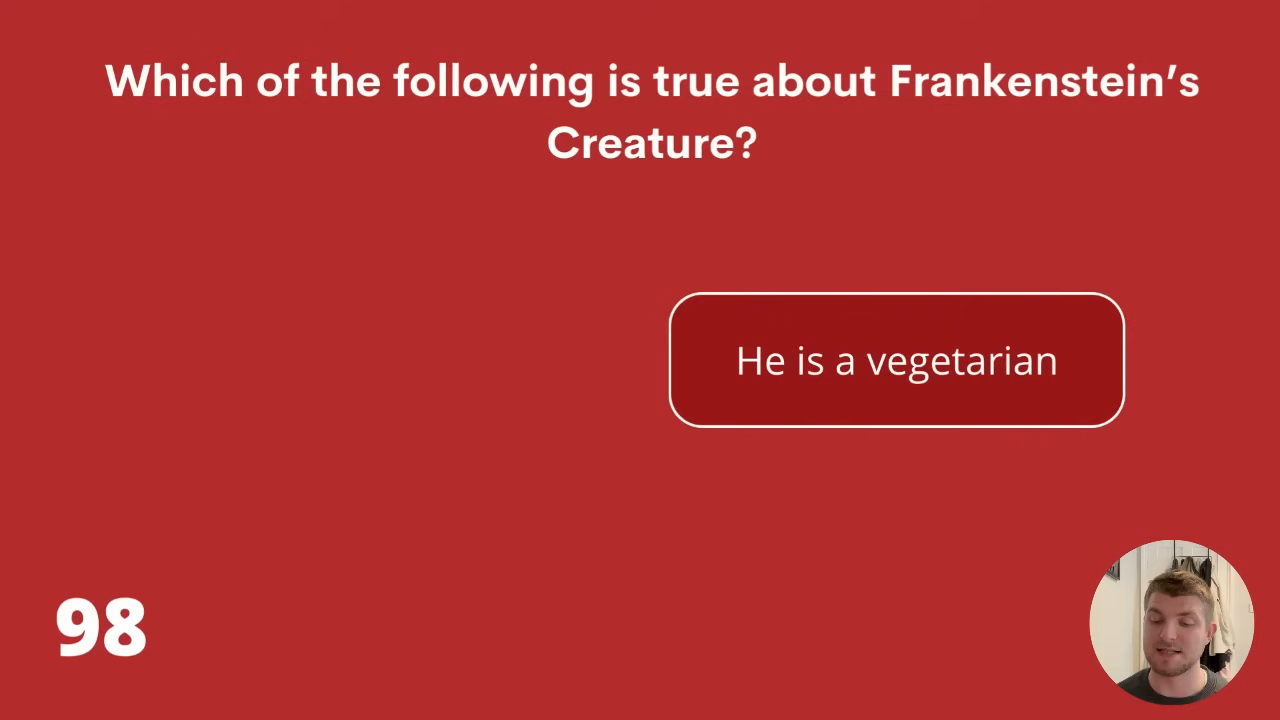 Which of the following is true about Frankenstein’s
Creature?
He is a vegetarian
98